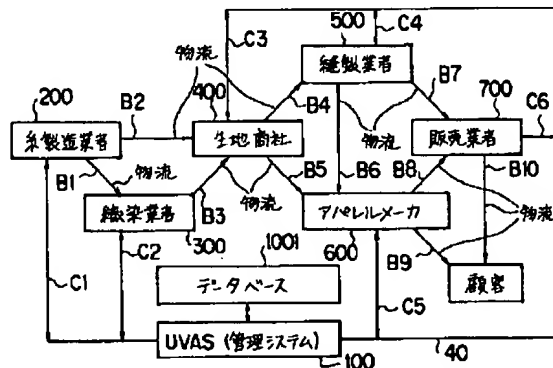 500
C3
C4
物流
縫製業者
200
400
B4
B7
700
C6
B2
物流
糸製造業者
生地商社
物流
販売業者
B1
物流
B3
物流
B5
B6
B8
B10
織染業者
アパレルメーカ
物流
300
600
B9
C1
C2
1001
データベース
C5
顧客
UVAS (管理システム)
100
40